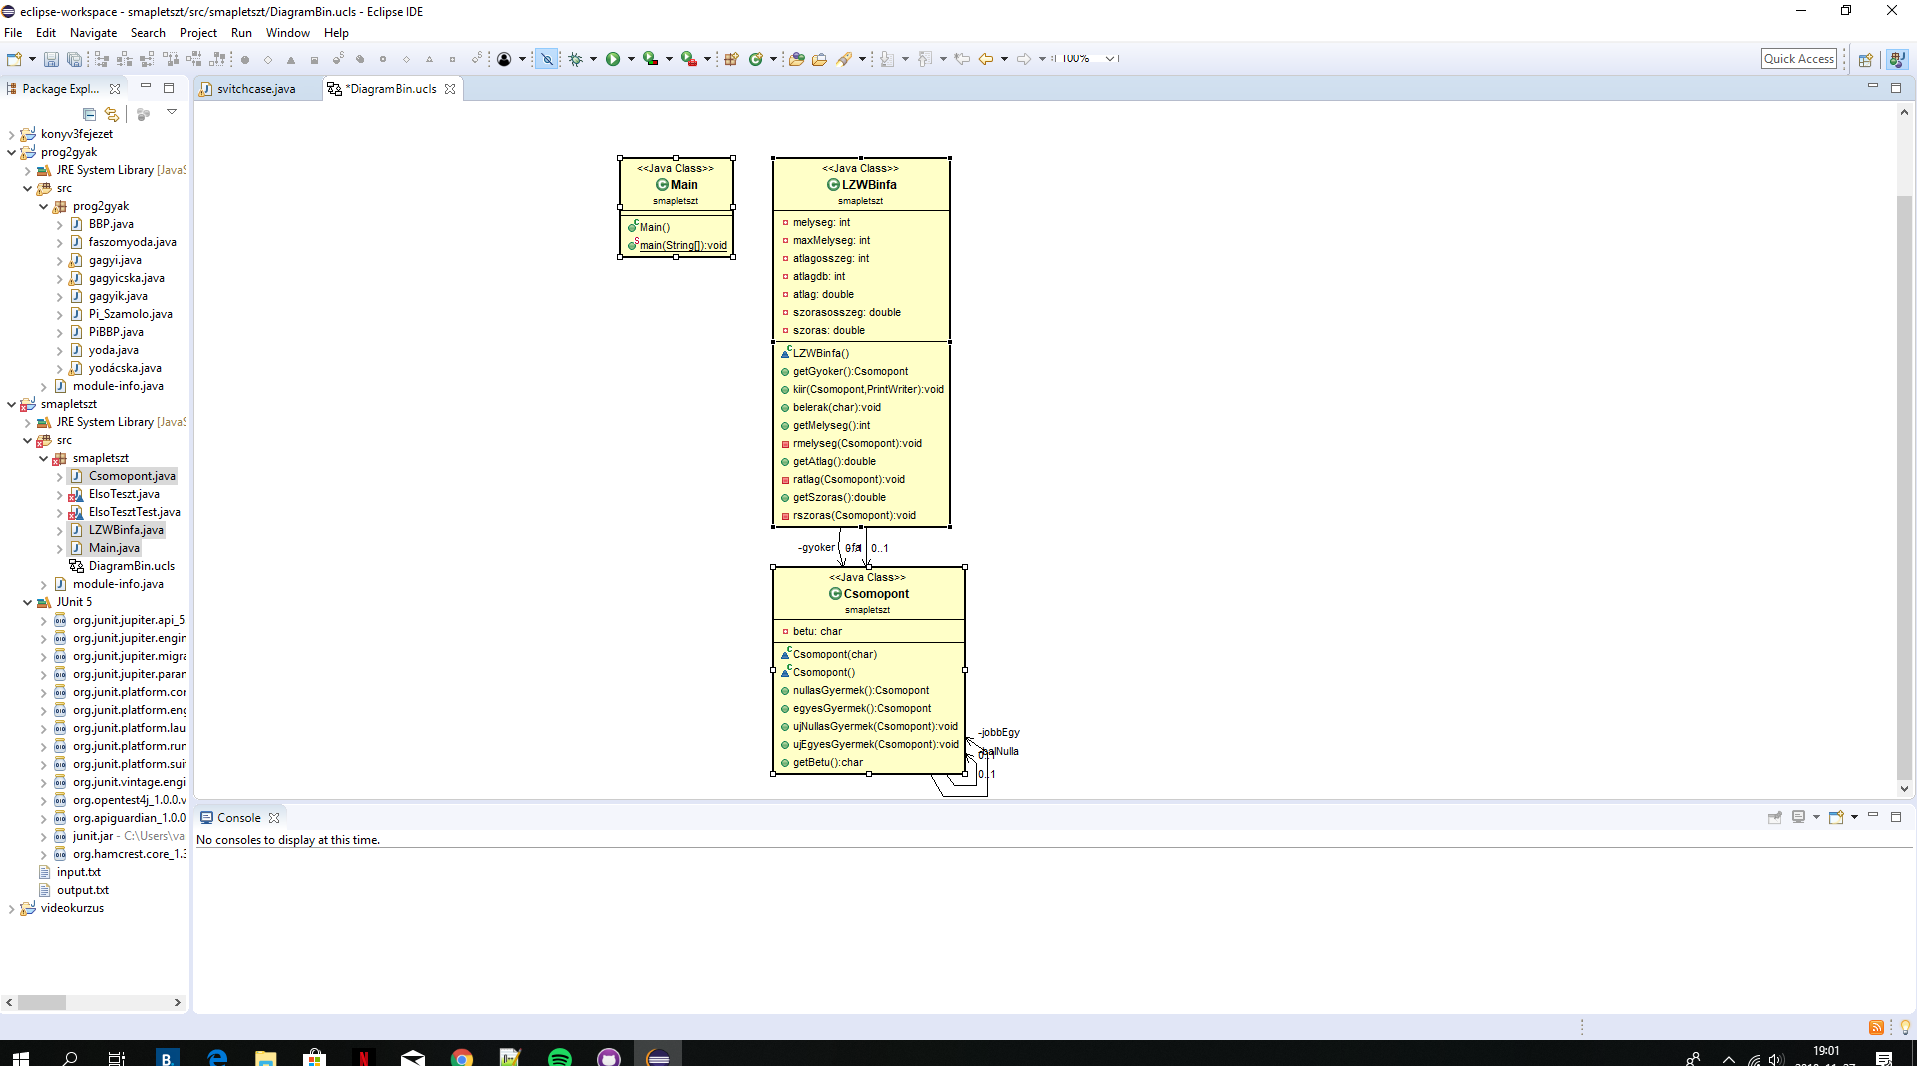 eclipse-workspace - smapletszt/src/smapletszt/DiagramBin.ucls - Eclipse IDE
File Edit Navigate Search Project Run Window Help
100%
Quick Access
Package Expl...
svitchcase.java
*DiagramBin.ucls
konyv3fejezet
prog2gyak
JRE System Library [JavaS
src
prog2gyak
BBP.java
faszomyoda.java
gagyi.java
gagyicska.java
gagyik.java
Pi_Szamolo.java
PiBBP.java
yoda.java
yodácska.java
module-info.java
smapletszt
JRE System Library [JavaS
src
smapletszt
Csomopont.java
ElsoTeszt.java
ElsoTesztTest.java
LZWBinfa.java
Main.java
DiagramBin.ucls
module-info.java
JUnit 5
org.junit.jupiter.api_5
org.junit.jupiter.engin
org.junit.jupiter.migra
org.junit.jupiter.paran
org.junit.platform.cor
org.junit.platform.eng
org.junit.platform.lau
org.junit.platform.run
org.junit.platform.suit
org.junit.vintage.engi
org.opentest4j_1.0.0.v
org.apiguardian_1.0.0
junit.jar - C:\Users\va
org.hamcrest.core_1.3
input.txt
output.txt
videokurzus
<<Java Class>>
Main
smapletszt
Main()
main(String[]):void
<<Java Class>>
LZWBinfa
smapletszt
melyseg: int
maxMelyseg: int
atlagosszeg: int
atlagdb: int
atlag: double
szorasosszeg: double
szoras: double
LZWBinfa()
getGyoker():Csomopont
kiir(Csomopont,PrintWriter):void
belerak(char):void
getMelyseg():int
rmelyseg(Csomopont):void
getAtlag():double
ratlag(Csomopont):void
getSzoras():double
rszoras(Csomopont):void
-gyoker
0..1
<<Java Class>>
Csomopont
smapletszt
betu: char
Csomopont(char)
Csomopont()
nullasGyermek():Csomopont
egyesGyermek():Csomopont
ujNullasGyermek(Csomopont):void
ujEgyesGyermek(Csomopont):void
getBetu():char
-jobbEgy
-balNulla
0..1
Console
No consoles to display at this time.
B.
N
19:01